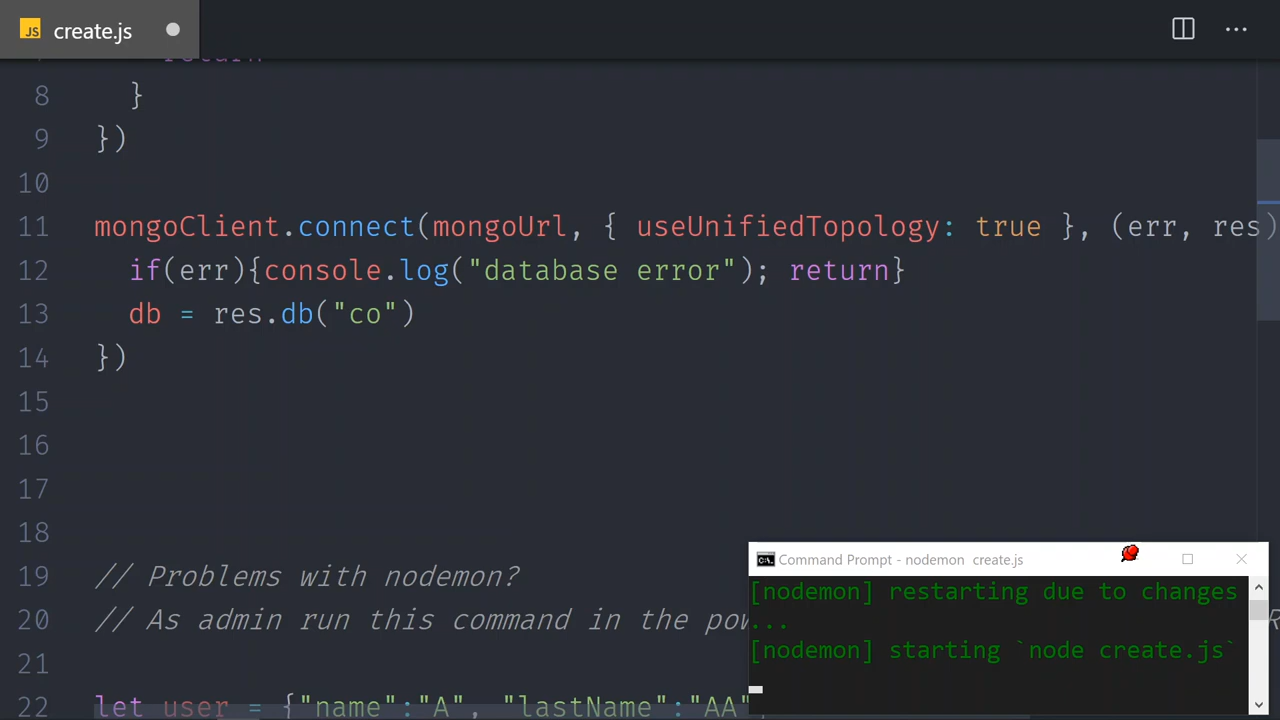 JS create.js
return
8 }
9 })
10
11 mongoClient.connect(mongoUrl, { useUnifiedTopology: true }, (err, res)
12 if(err){console.log("database error"); return}
13 db = res.db("co")
14 })
15
16
17
18
19 // Problems with nodemon?
20 // As admin run this command in the pow
21
22 let user = {"name":"A", "lastName":"AA"
Command Prompt - nodemon create.js
[nodemon] restarting due to changes
...
[nodemon] starting `node create.js`